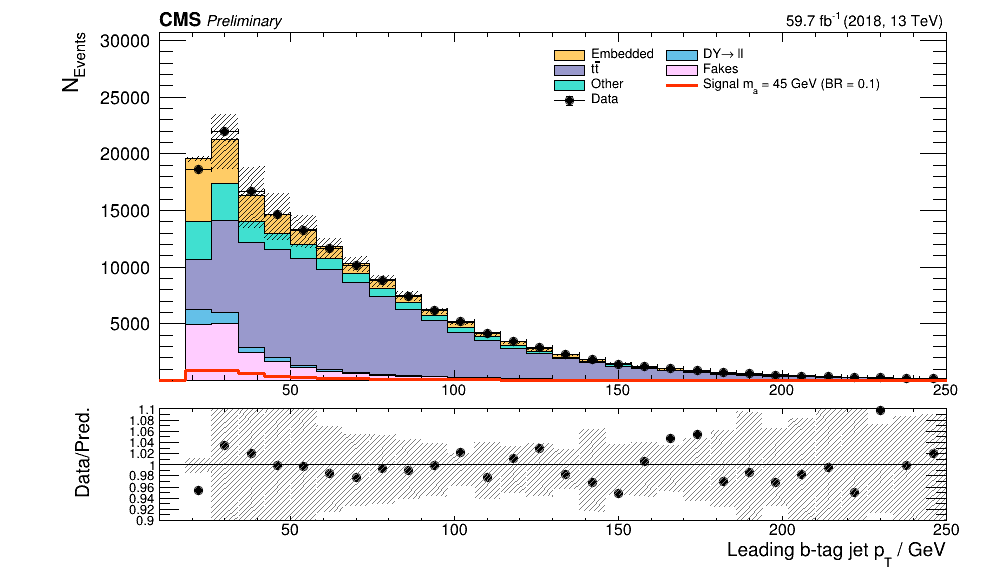 CMS Preliminary
59.7 fb-1 (2018, 13 TeV)
N_Events
30000
25000
20000
15000
10000
5000
Embedded
tt̄
Other
Data
DY→ ll
Fakes
Signal m_a = 45 GeV (BR = 0.1)
50 100 150 200 250
Data/Pred.
1.1
1.08
1.06
1.04
1.02
1
0.98
0.96
0.94
0.92
0.9
50 100 150 200 250
Leading b-tag jet p_T / GeV